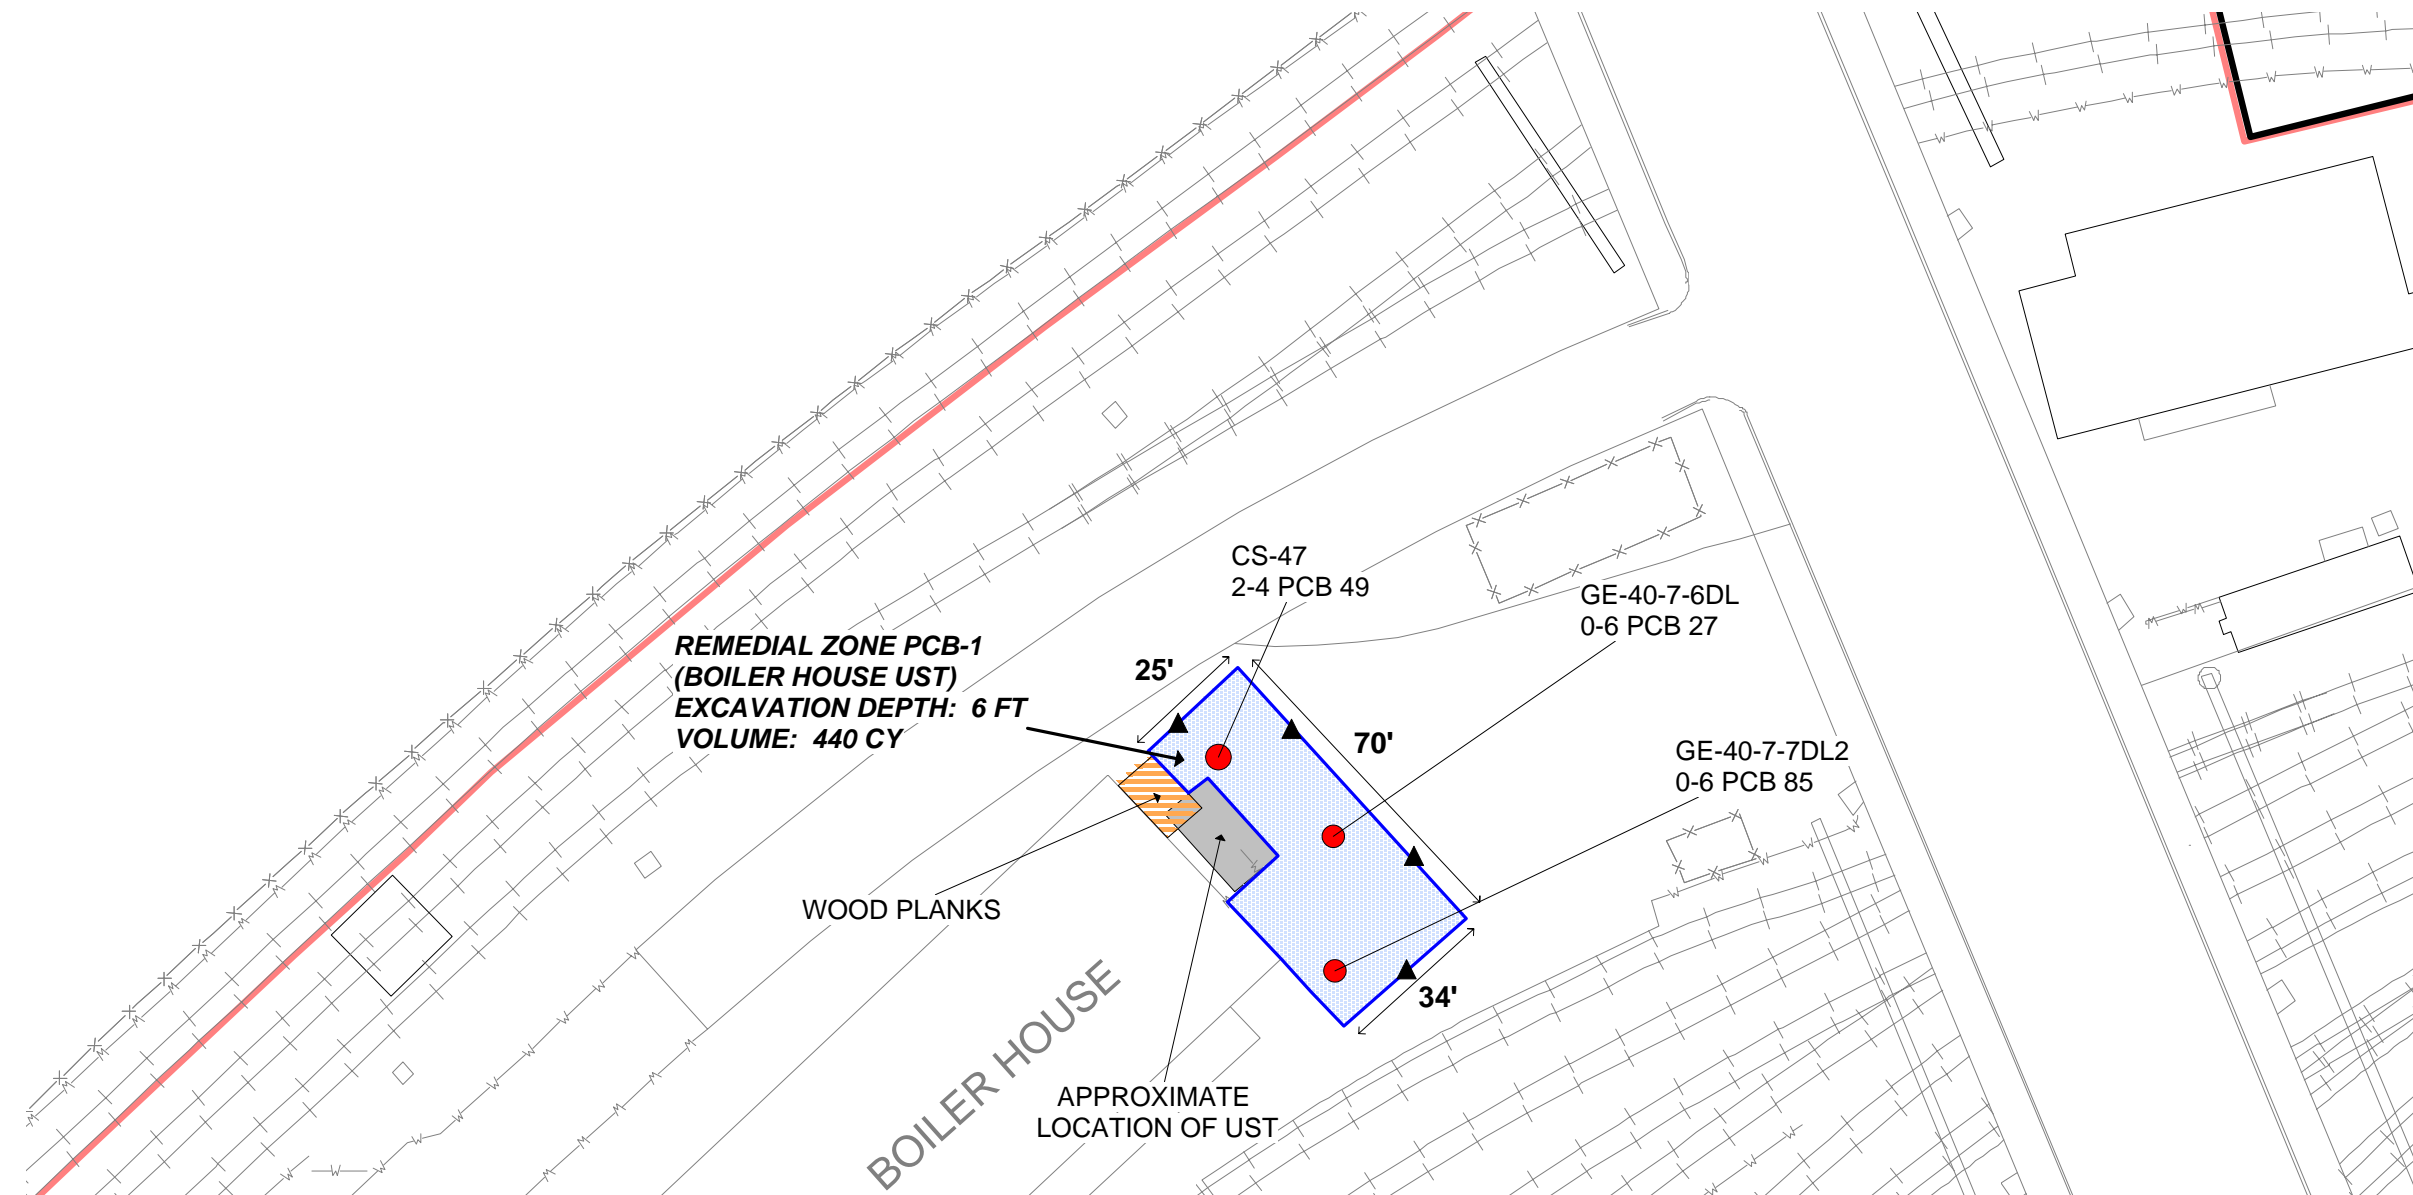 CS-47
2-4 PCB 49
GE-40-7-6DL
0-6 PCB 27
REMEDIAL ZONE PCB-1
(BOILER HOUSE UST)
EXCAVATION DEPTH:  6 FT
VOLUME:  440 CY
25'
70'
GE-40-7-7DL2
0-6 PCB 85
WOOD PLANKS
34'
BOILER HOUSE
APPROXIMATE
LOCATION OF UST